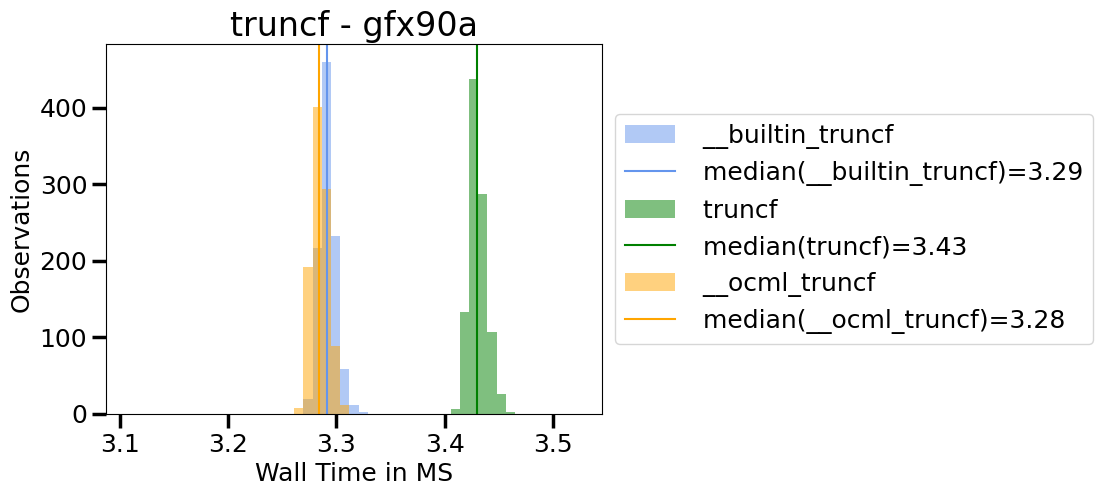 truncf - gfx90a
Observations
400
300
200
100
0
3.1 3.2 3.3 3.4 3.5
Wall Time in MS
__builtin_truncf
median(__builtin_truncf)=3.29
truncf
median(truncf)=3.43
__ocml_truncf
median(__ocml_truncf)=3.28